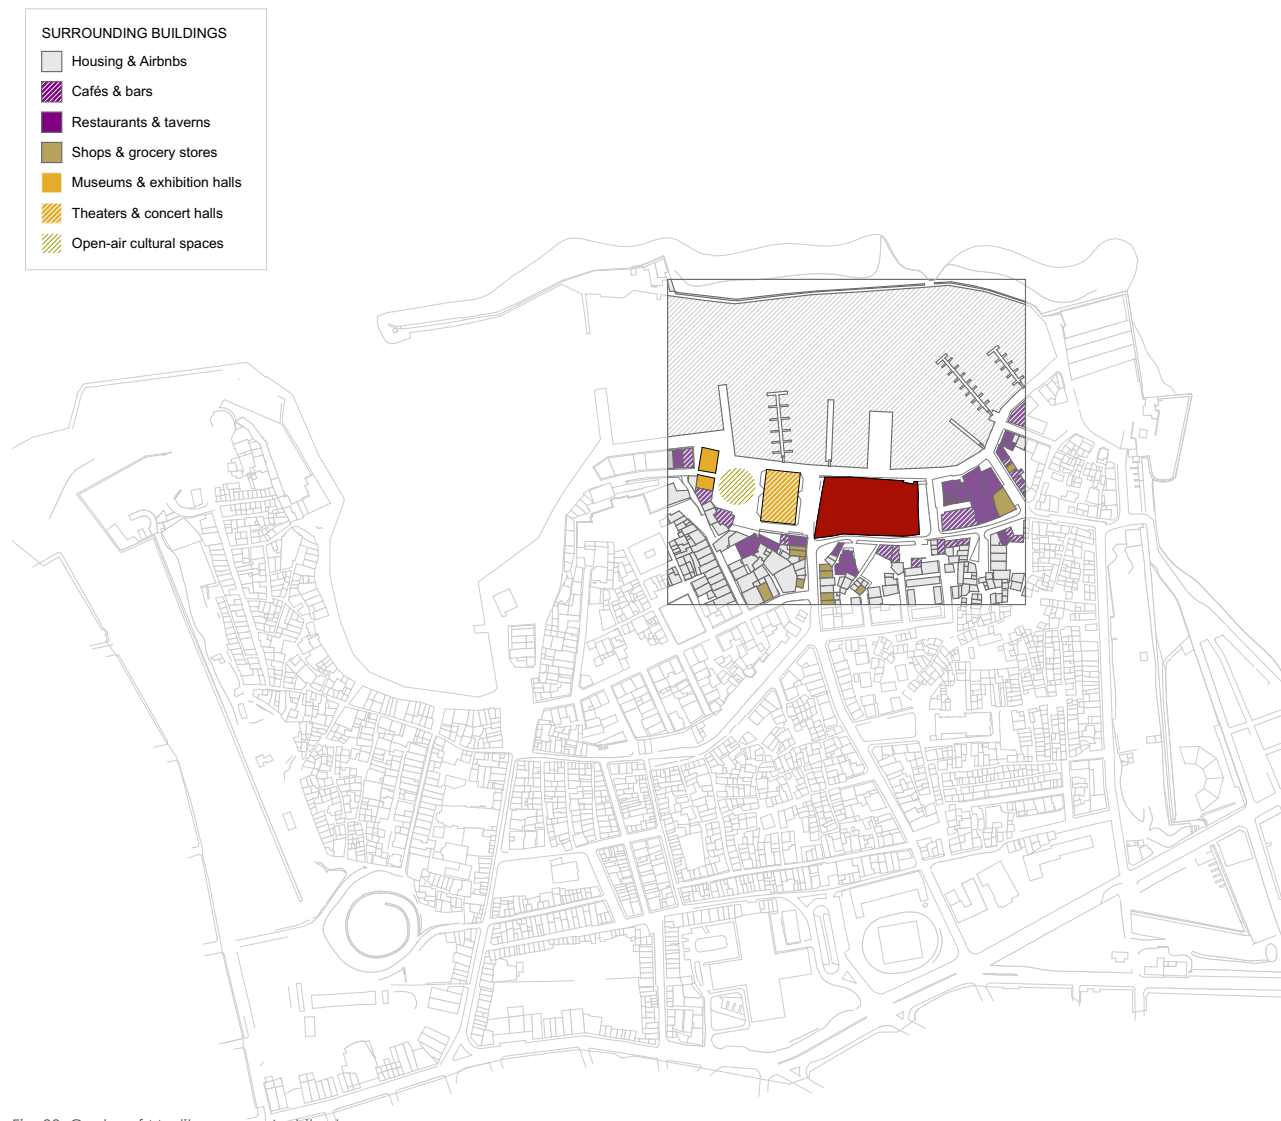 SURROUNDING BUILDINGS
Housing & Airbnbs
Cafés & bars
Restaurants & taverns
Shops & grocery stores
Museums & exhibition halls
Theaters & concert halls
Open-air cultural spaces